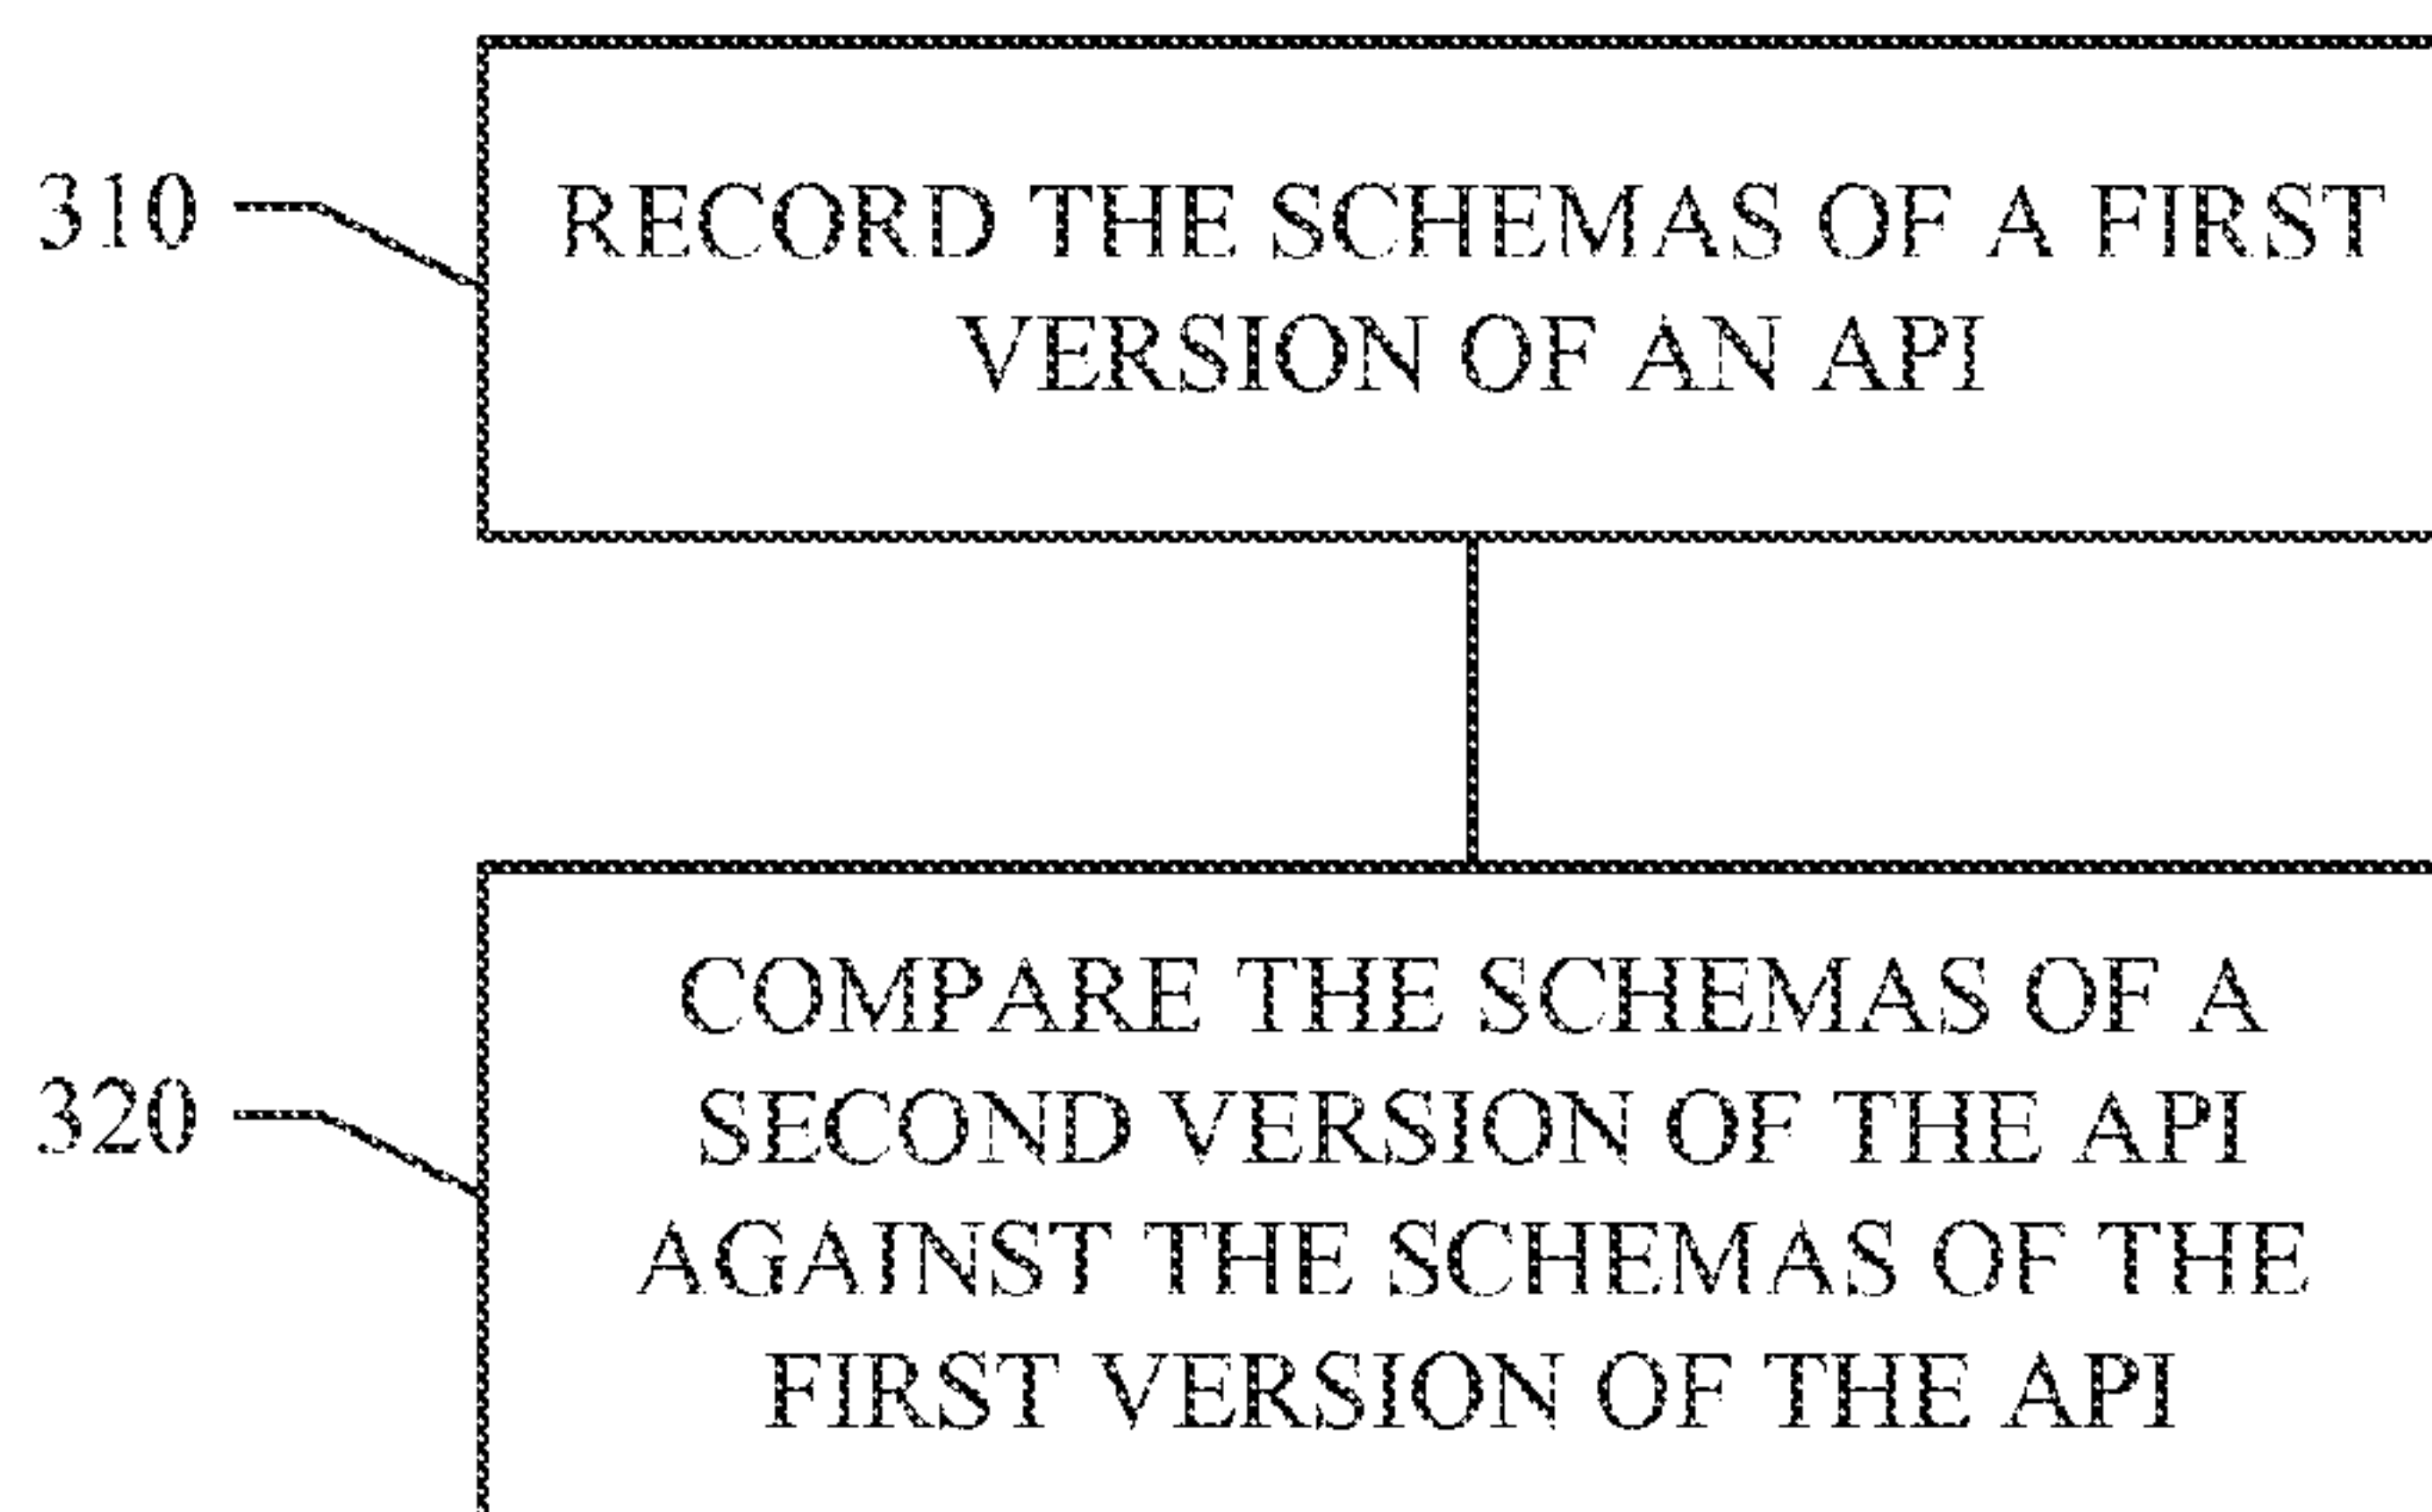 310
RECORD THE SCHEMAS OF A FIRST
VERSION OF AN API
COMPARE THE SCHEMAS OF A
320
SECOND VERSION OF THE API
AGAINST THE SCHEMAS OF THE
FIRST VERSION OF THE API